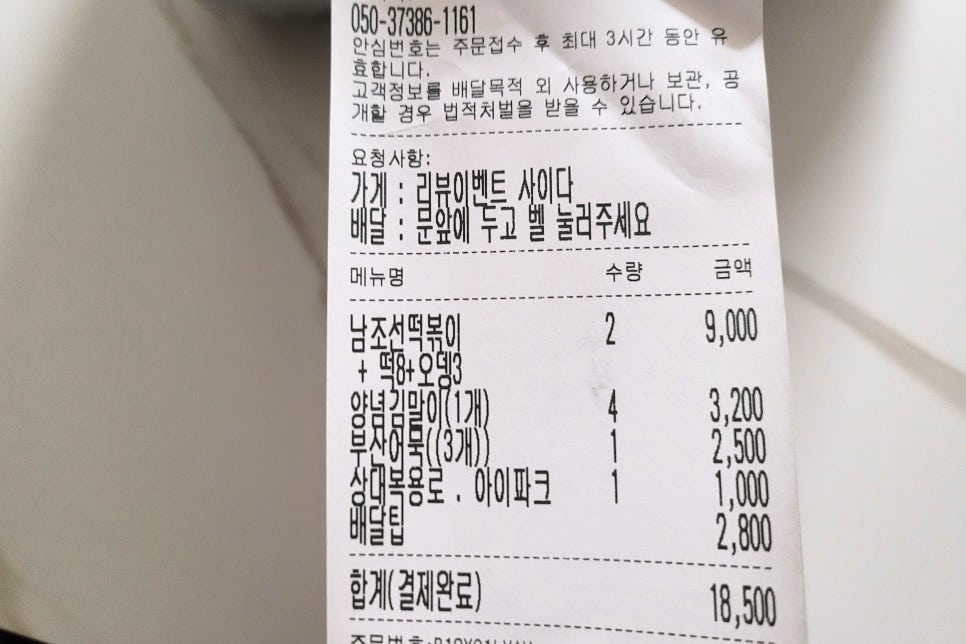 050-37386-1161
안심번호는 주문접수 후 최대 3시간 동안 유
효합니다.
고객정보를 배달목적 외 사용하거나 보관, 공
개할 경우 법적처벌을 받을 수 있습니다.
요청사항:
가게 : 리뷰이벤트 사이다
배달 : 문앞에 두고 벨 눌러주세요
메뉴명 수량 금액
남조선떡볶이 2 9,000
+ 떡8+오뎅3
양념김말이(1개) 4 3,200
부산어묵((3개)) 1 2,500
상대복용로 . 아이파크 1 1,000
배달팁 2,800
합계(결제완료) 18,500